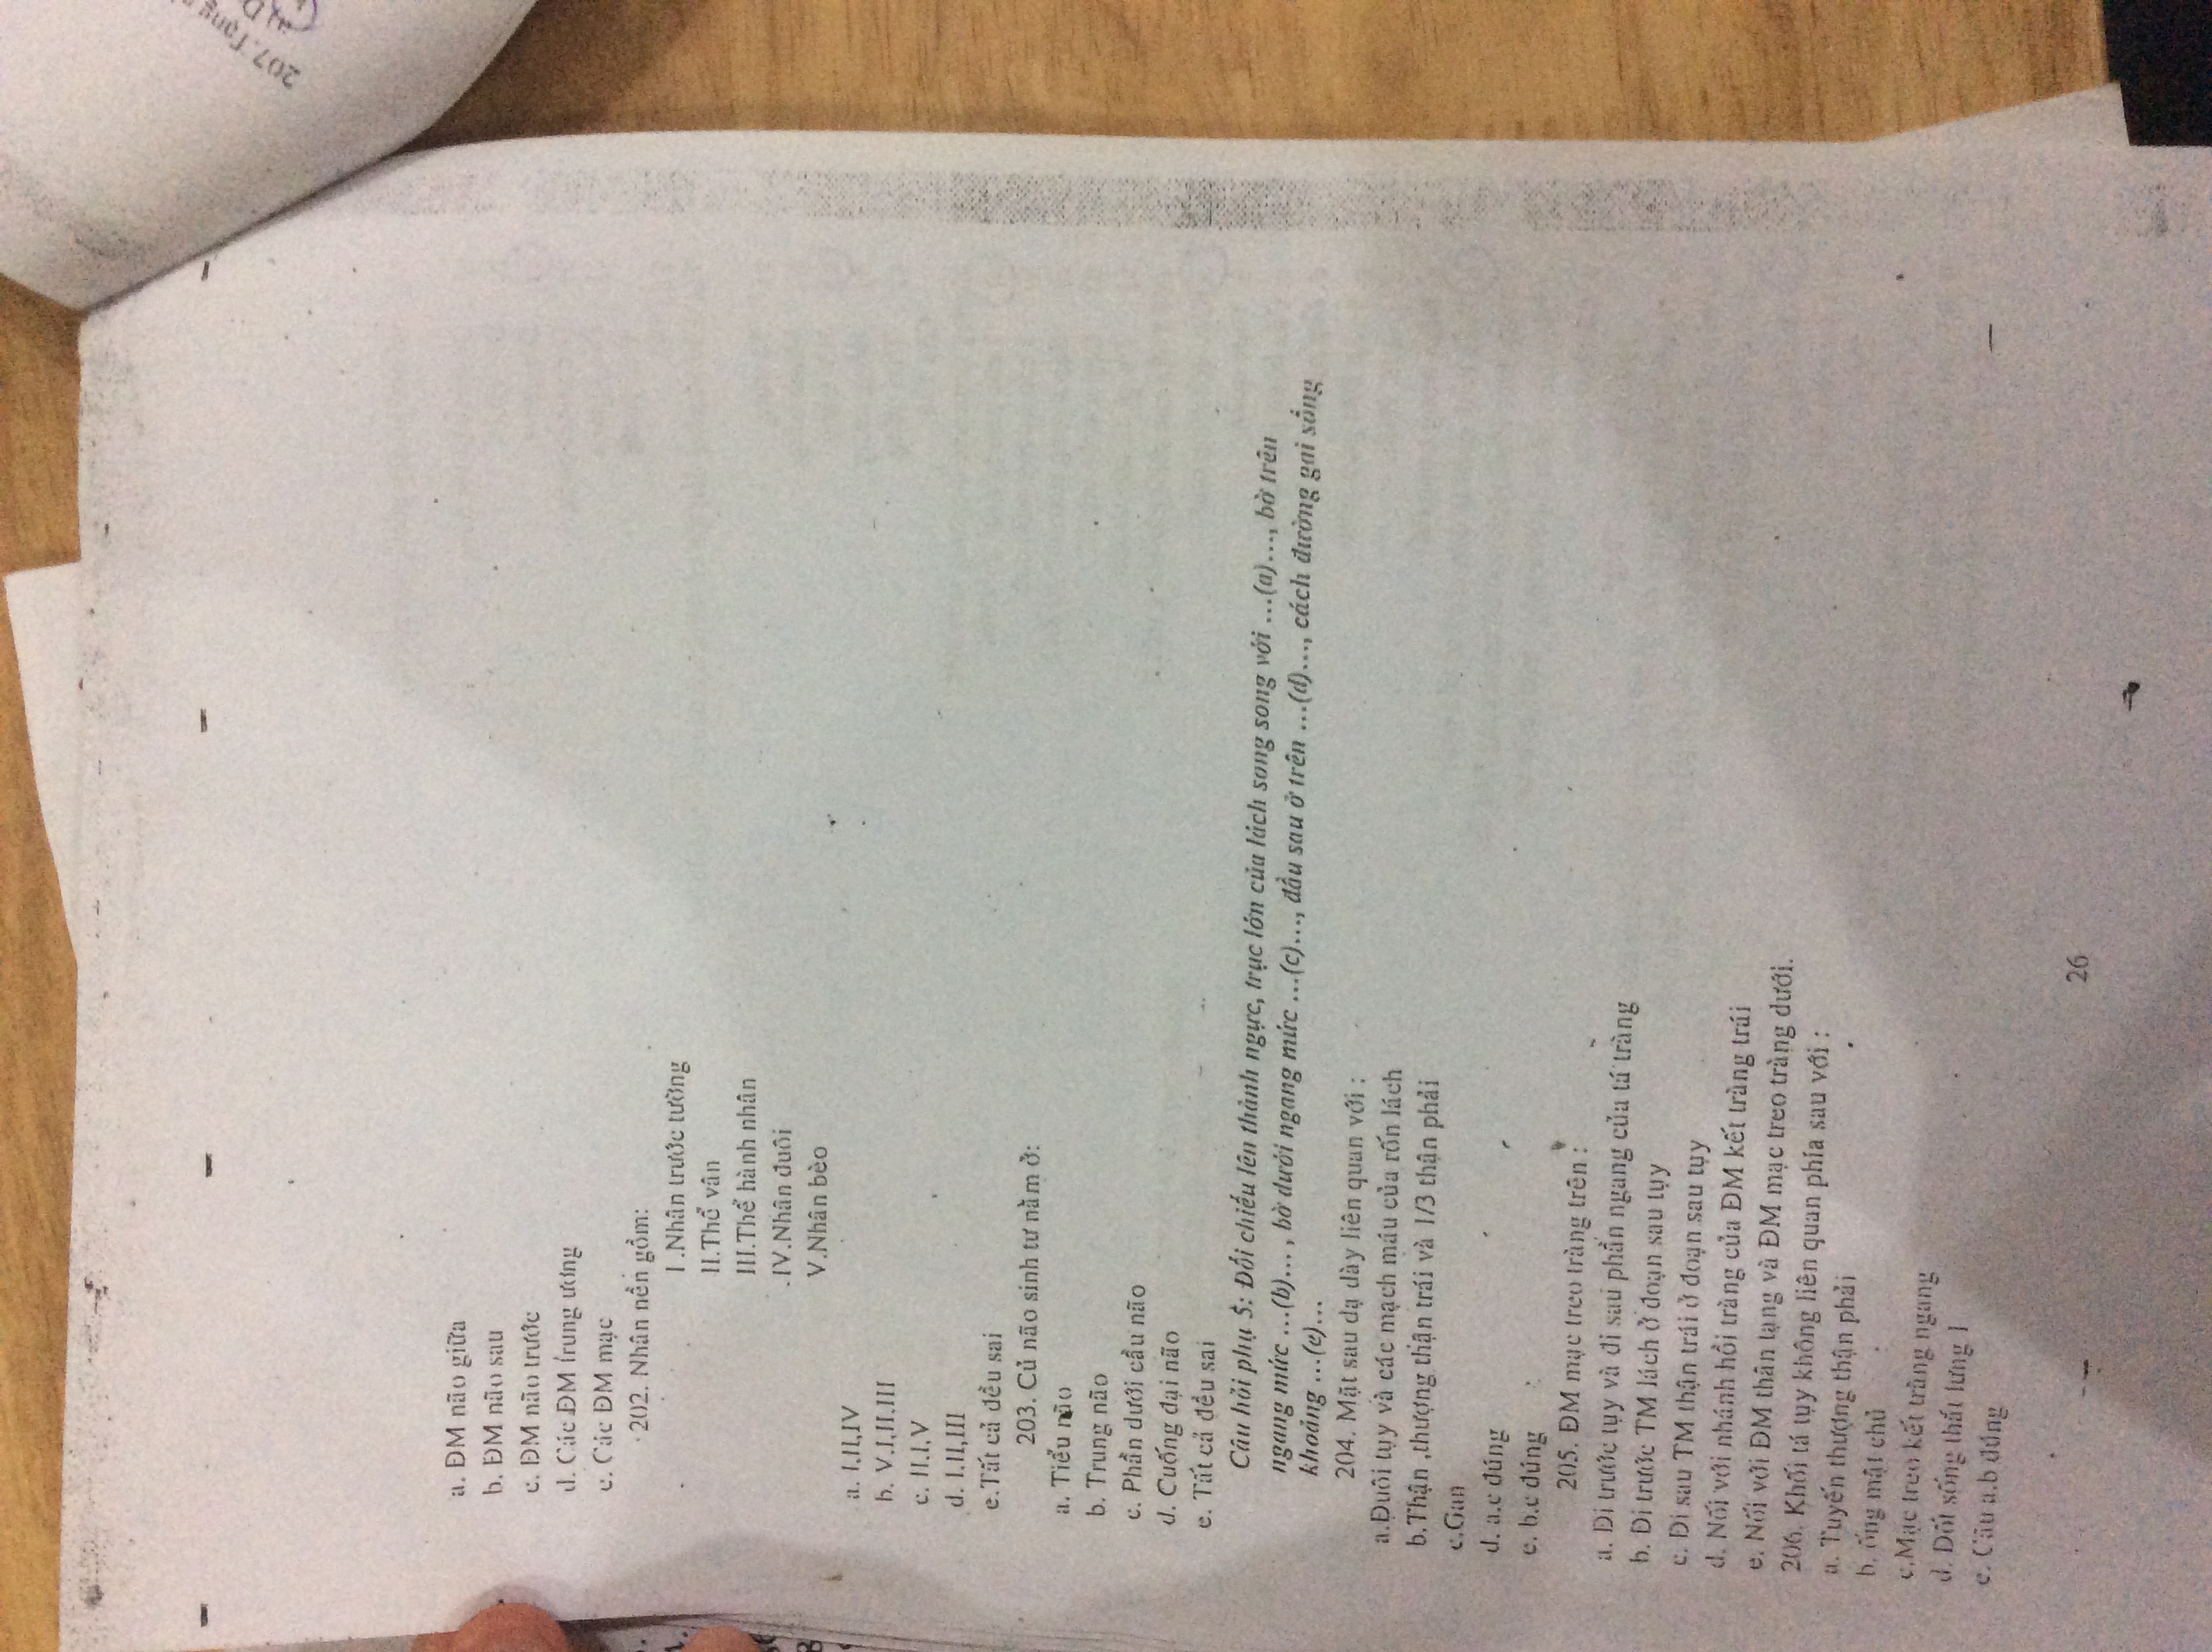 a. ĐM não giữa
b. ĐM não sau
c. ĐM não trước
d. Các ĐM trung ương
e. Các ĐM mạc
202. Nhân nền gồm:
I .Nhân trước tường
II.Thể vân
III.Thể hành nhân
IV.Nhân đuôi
V.Nhân bèo
a. I,II,IV
b. V.I,II,III
c. II.I,V
d. I,II,III
e.Tất cả đều sai
203. Củ não sinh tư nằm ở:
a. Tiểu não
b. Trung não
c. Phần dưới cầu não
d. Cuống đại não
e. Tất cả đều sai
Câu hỏi phụ 5: Đối chiếu lên thành ngực, trục lớn của lách song song với ...(a)..., bờ trên
ngang mức ...(b)... , bờ dưới ngang mức ...(c)..., đầu sau ở trên ...(d)..., cách đường gai sống
khoảng ...(e)...
204. Mặt sau dạ dày liên quan với :
a.Đuôi tụy và các mạch máu của rốn lách
b.Thận ,thượng thận trái và 1/3 thận phải
c.Gan
d. a.c đúng
e. b.c đúng
205. ĐM mạc treo tràng trên :
a. Đi trước tụy và đi sau phần ngang của tá tràng
b. Đi trước TM lách ở đoạn sau tụy
c. Đi sau TM thận trái ở đoạn sau tụy
d. Nối với nhánh hồi tràng của ĐM kết tràng trái
e. Nối với ĐM thân tạng và ĐM mạc treo tràng dưới.
206. Khối tá tụy không liên quan phía sau với :
a. Tuyến thượng thận phải
b. ống mật chủ
c.Mạc treo kết tràng ngang
d. Đốt sống thắt lưng 1
e. Câu a.b đúng
26
207. Tạng